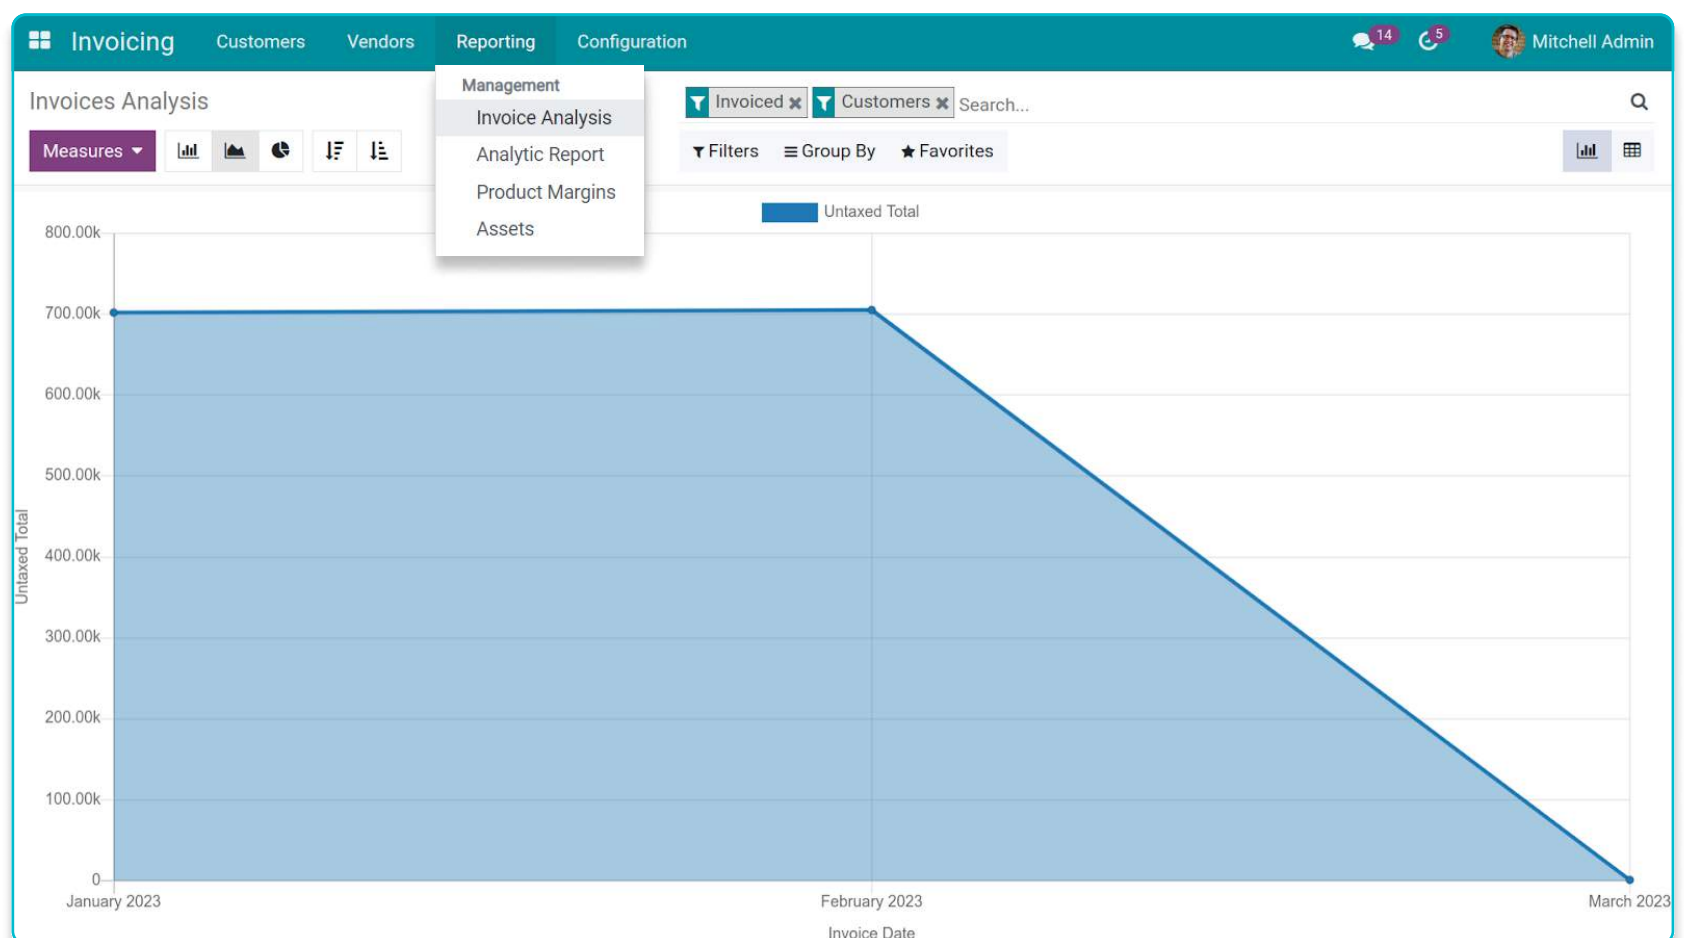 Invoicing Customers Vendors Reporting Configuration 14 5 Mitchell Admin
Invoices Analysis
Management
Invoice Analysis
Analytic Report
Product Margins
Assets
Invoiced Customers Search...
Measures
Filters Group By Favorites
Untaxed Total
800.00k
700.00k
600.00k
500.00k
400.00k
300.00k
200.00k
100.00k
0
Untaxed Total
January 2023 February 2023 March 2023
Invoice Date